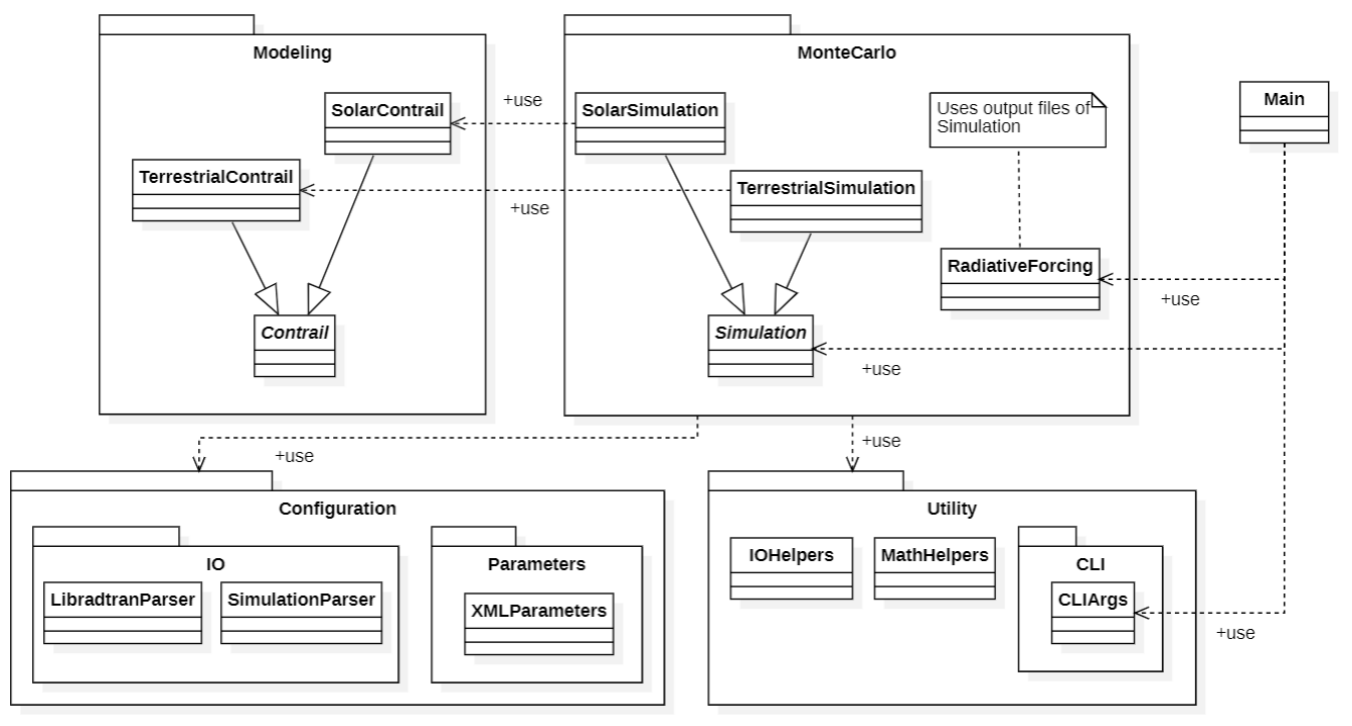 Modeling
MonteCarlo
SolarContrail
+use
SolarSimulation
Uses output files of
Simulation
Main
TerrestrialContrail
TerrestrialSimulation
+use
RadiativeForcing
+use
Contrail
Simulation
+use
+use
+use
Configuration
Utility
IO
Parameters
IOHelpers
MathHelpers
CLI
LibradtranParser
SimulationParser
XMLParameters
CLIArgs
+use